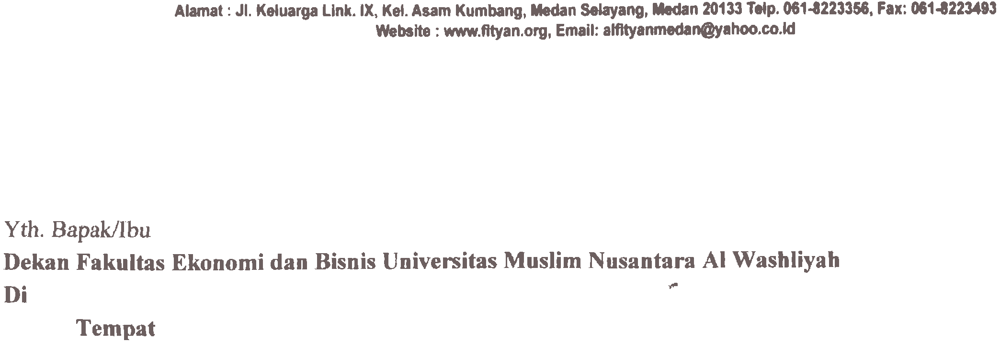 Alamat : Jl. Keluarga Link. IX, Kel. Asam Kumbang, Medan Selayang, Medan 20133 Telp. 061-8223356, Fax: 061-8223493
Website : www.fityan.org, Email: alfityanmedan@yahoo.co.id
Yth. Bapak/Ibu
Dekan Fakultas Ekonomi dan Bisnis Universitas Muslim Nusantara Al Washliyah
Di
Tempat